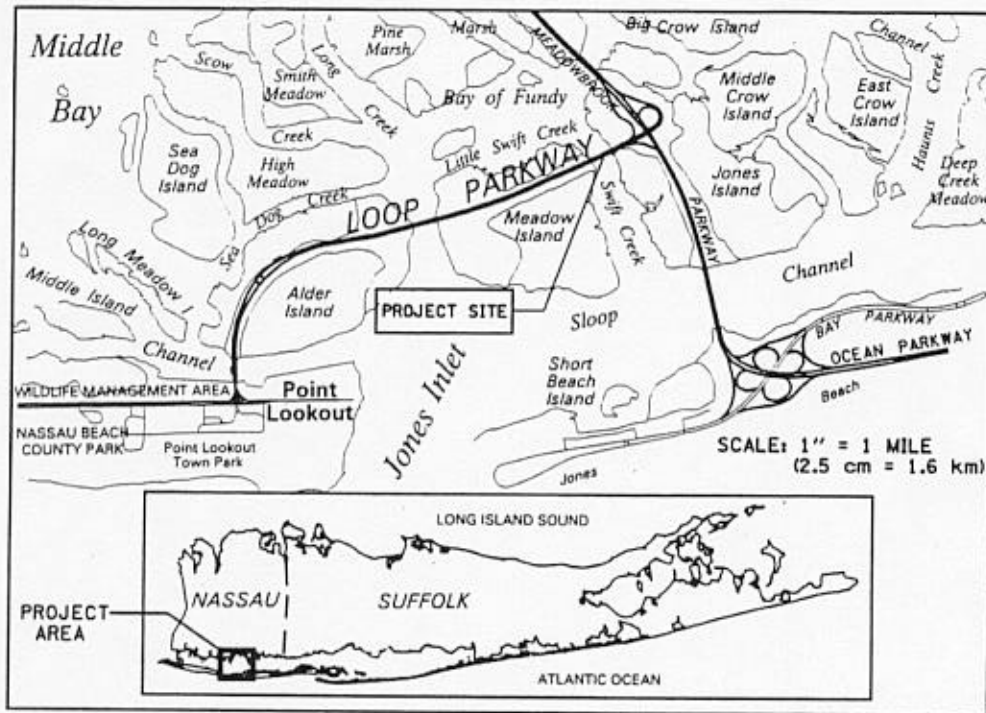 Middle
Bay
Scow
Creek
Smith
Meadow
Long
Creek
Pine
Marsh
Marsh
MEADOWBROOK
PARKWAY
Big Crow Island
Channel
Creek
Haunis
Middle
Crow
Island
East
Crow
Island
Bay of Fundy
Little Swift Creek
Sea
Dog
Island
High
Meadow
Sea Dog Creek
LOOP PARKWAY
Meadow
Island
Swift
Creek
Jones
Island
Deep
Creek
Meadow
Long Meadow I
Middle Island
Alder
Island
PROJECT SITE
Channel
Sloop
Channel
BAY PARKWAY
OCEAN PARKWAY
WILDLIFE MANAGEMENT AREA
Point
Lookout
Jones Inlet
Short
Beach
Island
Jones Beach
NASSAU BEACH
COUNTY PARK
Point Lookout
Town Park
SCALE: 1" = 1 MILE
(2.5 cm = 1.6 km)
LONG ISLAND SOUND
NASSAU
SUFFOLK
PROJECT
AREA
ATLANTIC OCEAN